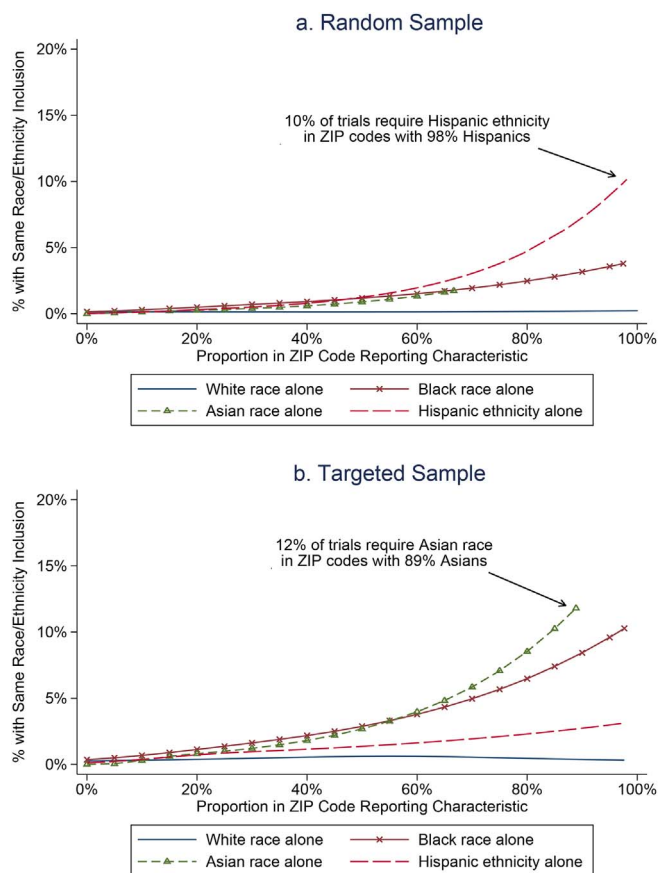 a. Random Sample
% with Same Race/Ethnicity Inclusion
20%
15%
10%
5%
0%
10% of trials require Hispanic ethnicity
in ZIP codes with 98% Hispanics
0% 20% 40% 60% 80% 100%
Proportion in ZIP Code Reporting Characteristic
White race alone Black race alone
Asian race alone Hispanic ethnicity alone
b. Targeted Sample
% with Same Race/Ethnicity Inclusion
20%
15%
10%
5%
0%
12% of trials require Asian race
in ZIP codes with 89% Asians
0% 20% 40% 60% 80% 100%
Proportion in ZIP Code Reporting Characteristic
White race alone Black race alone
Asian race alone Hispanic ethnicity alone